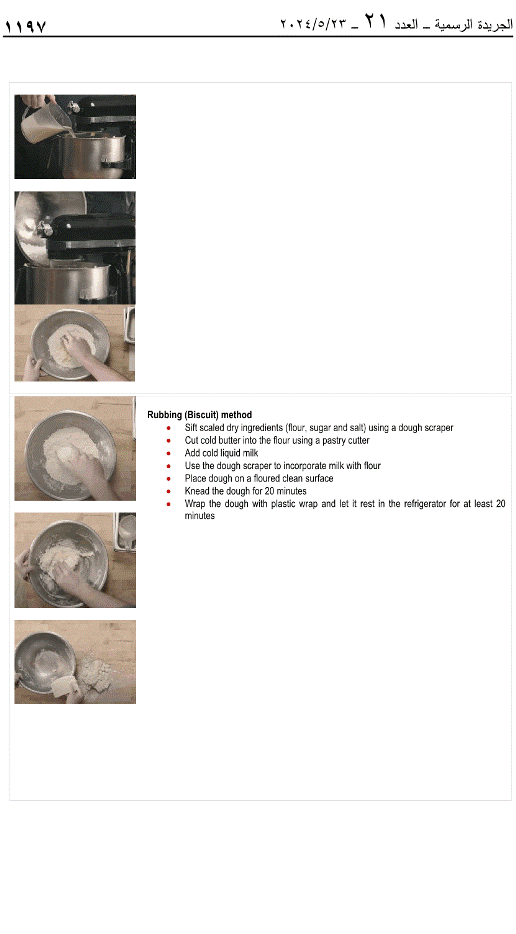 الجريدة الرسمية ــ العدد ٢١ ــ ٢٠٢٤/٥/٢٣
١١٩٧
Rubbing (Biscuit) method
• Sift scaled dry ingredients (flour, sugar and salt) using a dough scraper
• Cut cold butter into the flour using a pastry cutter
• Add cold liquid milk
• Use the dough scraper to incorporate milk with flour
• Place dough on a floured clean surface
• Knead the dough for 20 minutes
• Wrap the dough with plastic wrap and let it rest in the refrigerator for at least 20
minutes